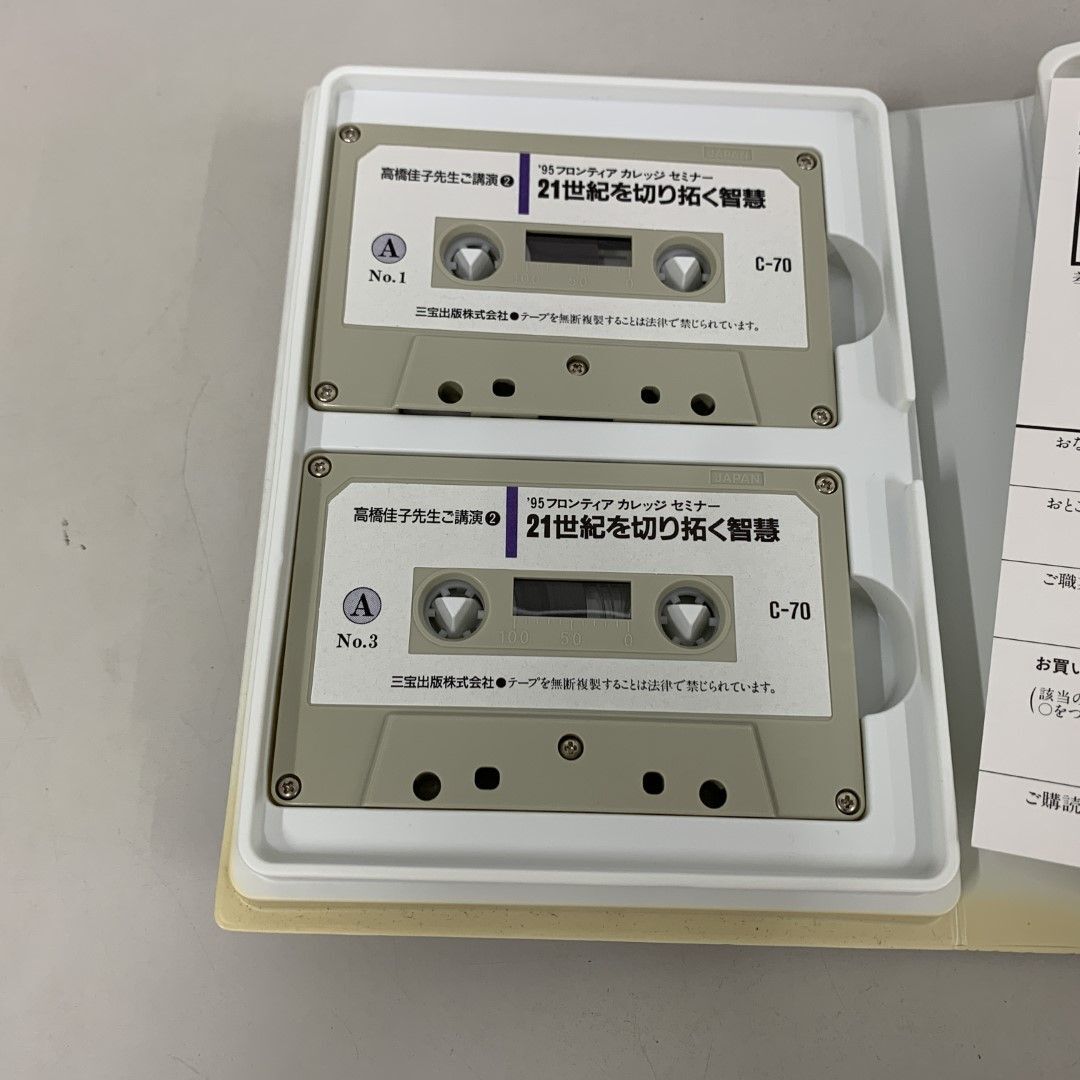 JAPAN
高橋佳子先生ご講演❷
'95フロンティア カレッジ セミナー
21世紀を切り拓く智慧
A
No.1
100 50 0
C-70
三宝出版株式会社●テープを無断複製することは法律で禁じられています。
JAPAN
高橋佳子先生ご講演❷
'95フロンティア カレッジ セミナー
21世紀を切り拓く智慧
A
No.3
100 50 0
C-70
三宝出版株式会社●テープを無断複製することは法律で禁じられています。
おな
おとこ
ご職
お買い
(該当の
○をつ
ご購読